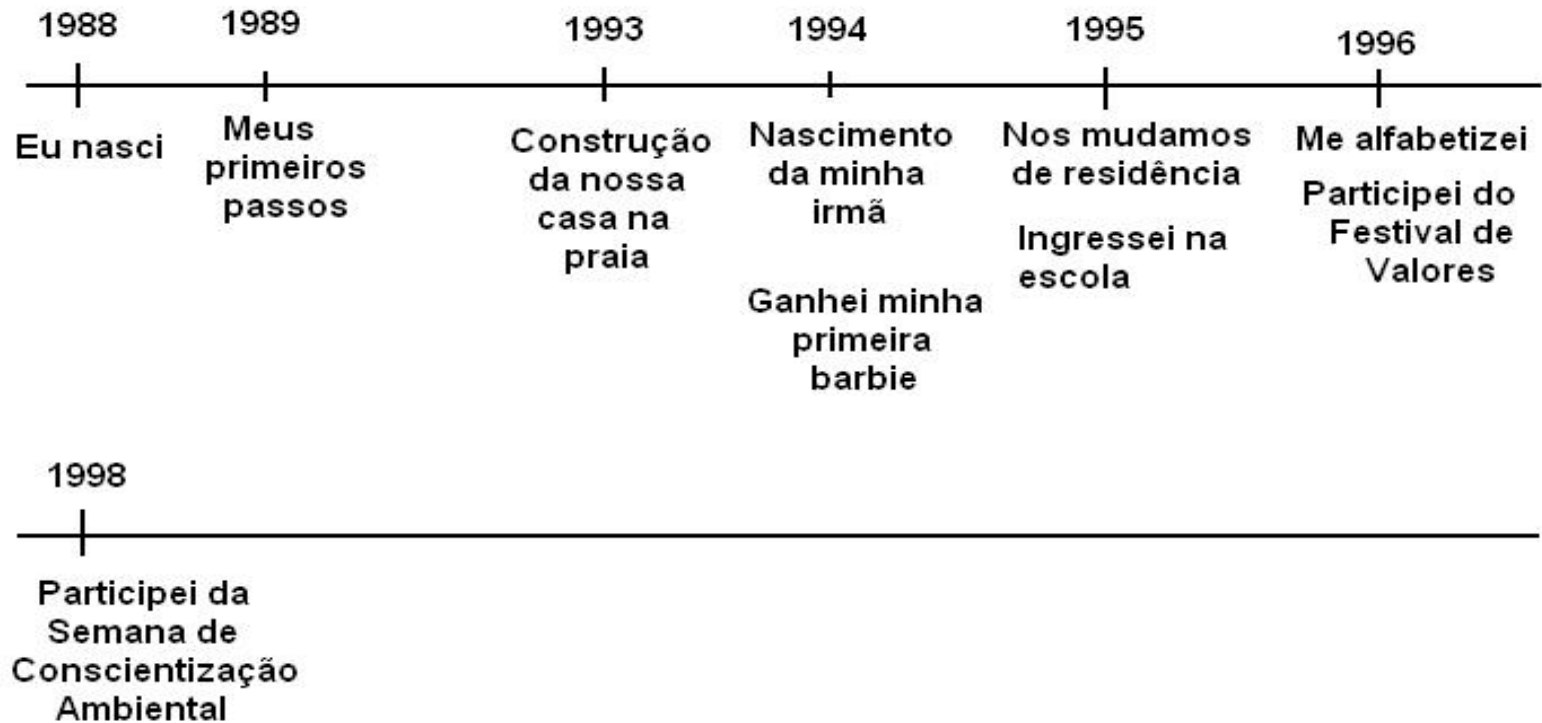 1988
1989
1993
1994
1995
1996
Eu nasci
Meus
primeiros
passos
Construção
da nossa
casa na
praia
Nascimento
da minha
irmã
Ganhei minha
primeira
barbie
Nos mudamos
de residência
Ingressei na
escola
Me alfabetizei
Participei do
Festival de
Valores
1998
Participei da
Semana de
Conscientização
Ambiental